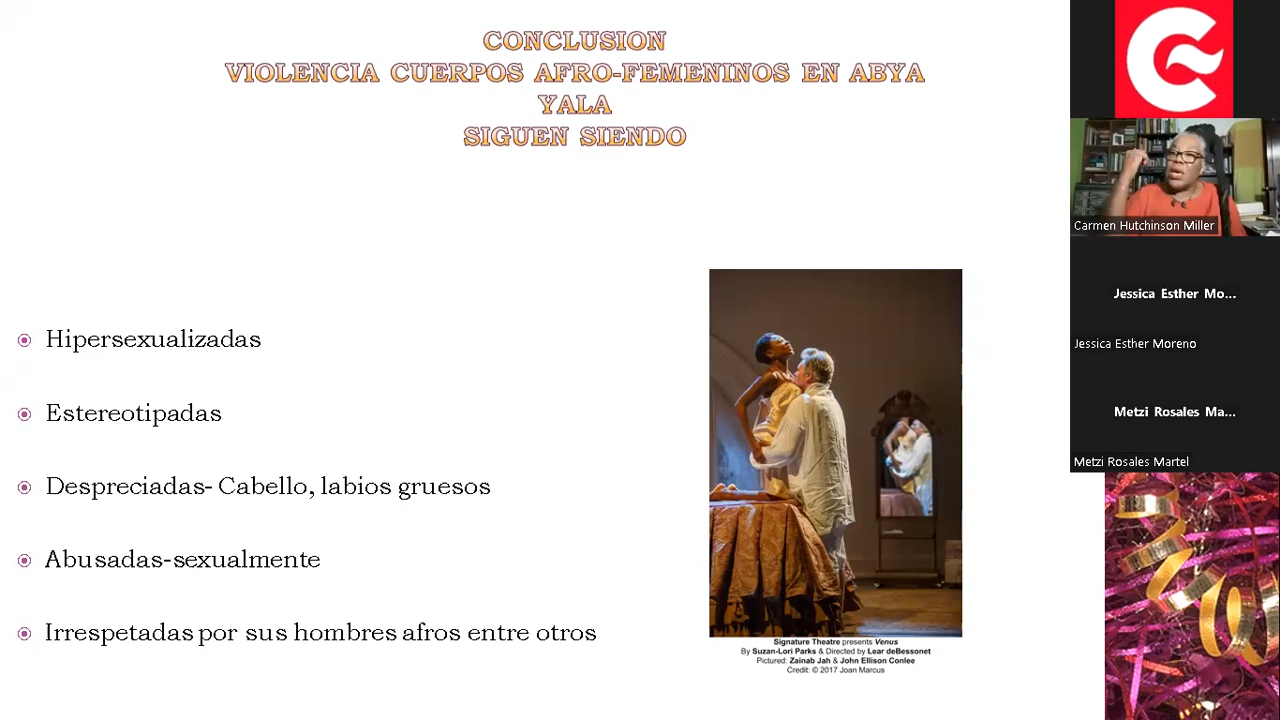 CONCLUSION
VIOLENCIA CUERPOS AFRO-FEMENINOS EN ABYA
YALA
SIGUEN SIENDO
Hipersexualizadas
Estereotipadas
Despreciadas- Cabello, labios gruesos
Abusadas-sexualmente
Irrespetadas por sus hombres afros entre otros
Signature Theatre presents Venus
By Suzan-Lori Parks & Directed by Lear deBessonet
Pictured: Zainab Jah & John Ellison Conlee
Credit: © 2017 Joan Marcus
Carmen Hutchinson Miller
Jessica Esther Mo...
Jessica Esther Moreno
Metzi Rosales Ma...
Metzi Rosales Martel